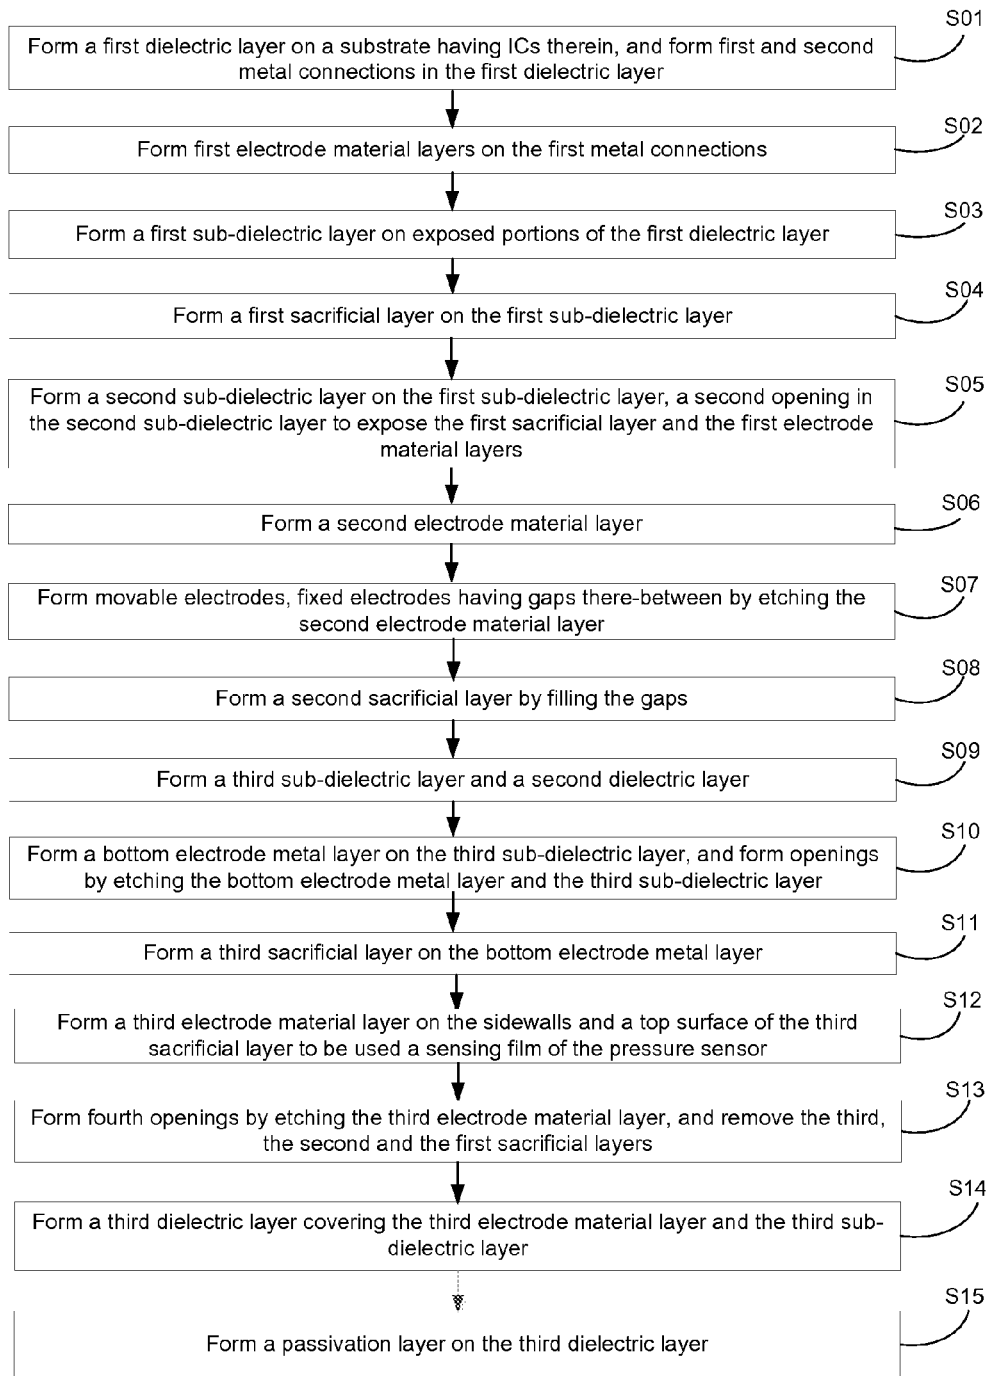 S01
Form a first dielectric layer on a substrate having ICs therein, and form first and second
metal connections in the first dielectric layer
S02
Form first electrode material layers on the first metal connections
S03
Form a first sub-dielectric layer on exposed portions of the first dielectric layer
S04
Form a first sacrificial layer on the first sub-dielectric layer
S05
Form a second sub-dielectric layer on the first sub-dielectric layer, a second opening in
the second sub-dielectric layer to expose the first sacrificial layer and the first electrode
material layers
S06
Form a second electrode material layer
S07
Form movable electrodes, fixed electrodes having gaps there-between by etching the
second electrode material layer
S08
Form a second sacrificial layer by filling the gaps
S09
Form a third sub-dielectric layer and a second dielectric layer
S10
Form a bottom electrode metal layer on the third sub-dielectric layer, and form openings
by etching the bottom electrode metal layer and the third sub-dielectric layer
S11
Form a third sacrificial layer on the bottom electrode metal layer
S12
Form a third electrode material layer on the sidewalls and a top surface of the third
sacrificial layer to be used a sensing film of the pressure sensor
S13
Form fourth openings by etching the third electrode material layer, and remove the third,
the second and the first sacrificial layers
S14
Form a third dielectric layer covering the third electrode material layer and the third sub-
dielectric layer
S15
Form a passivation layer on the third dielectric layer